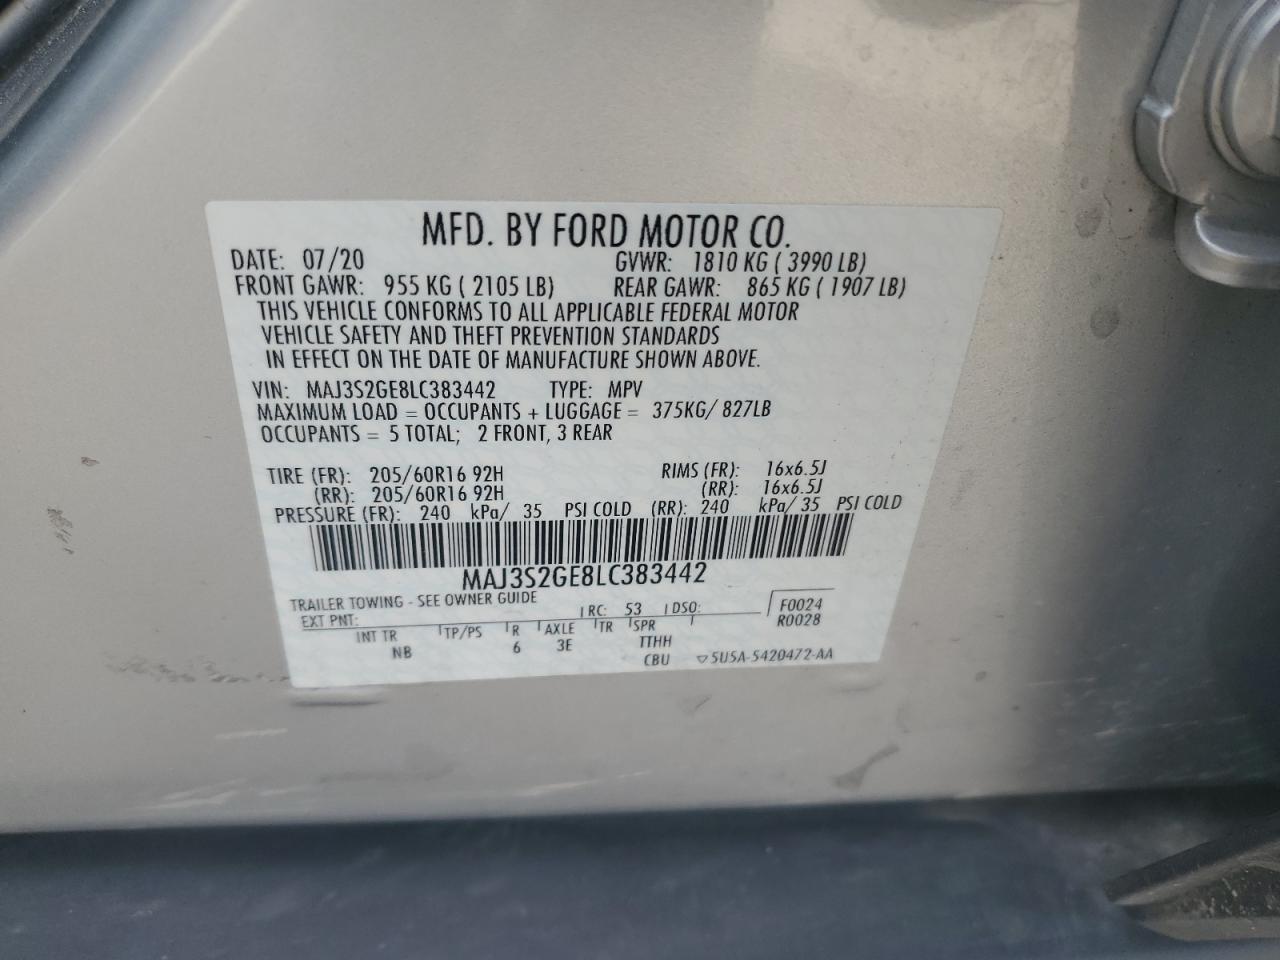 MFD. BY FORD MOTOR CO.
DATE: 07/20 GVWR: 1810 KG ( 3990 LB)
FRONT GAWR: 955 KG ( 2105 LB) REAR GAWR: 865 KG ( 1907 LB)
THIS VEHICLE CONFORMS TO ALL APPLICABLE FEDERAL MOTOR
VEHICLE SAFETY AND THEFT PREVENTION STANDARDS
IN EFFECT ON THE DATE OF MANUFACTURE SHOWN ABOVE.
VIN: MAJ3S2GE8LC383442 TYPE: MPV
MAXIMUM LOAD = OCCUPANTS + LUGGAGE = 375KG/ 827LB
OCCUPANTS = 5 TOTAL; 2 FRONT, 3 REAR
TIRE (FR): 205/60R16 92H RIMS (FR): 16x6.5J
(RR): 205/60R16 92H (RR): 16x6.5J
PRESSURE (FR): 240 kPa/ 35 PSI COLD (RR): 240 kPa/ 35 PSI COLD
MAJ3S2GE8LC383442
TRAILER TOWING - SEE OWNER GUIDE
EXT PNT: RC: 53 DSO: F0024
R0028
INT TR TP/PS R AXLE TR SPR
NB 6 3E TTHH
CBU ▽5U5A-5420472-AA